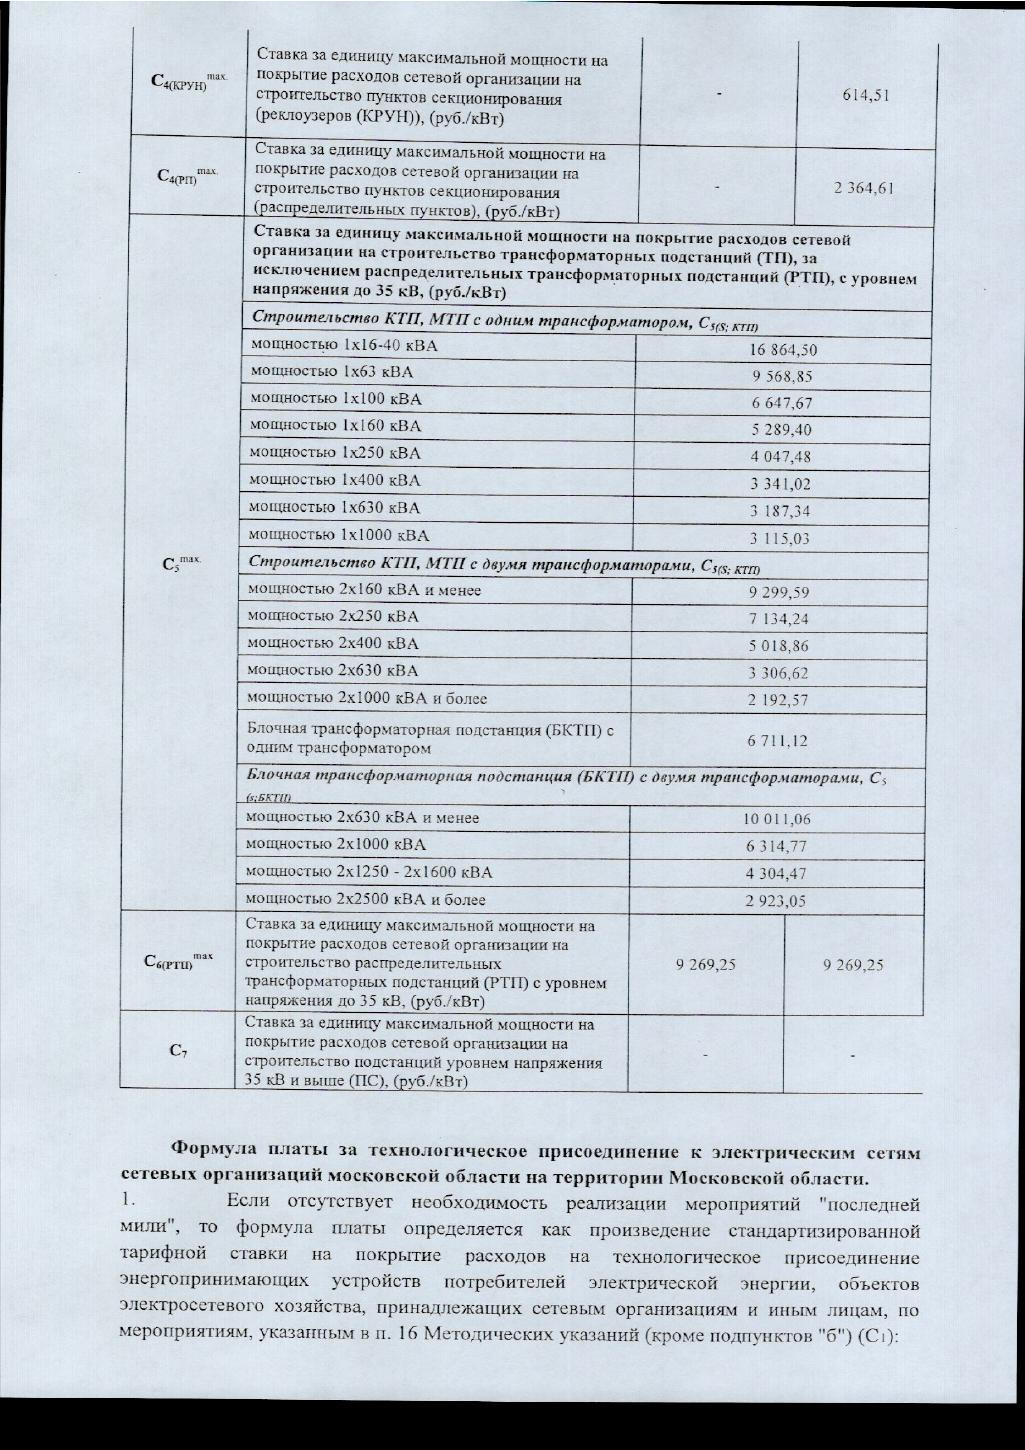 C4(КРУН)max.
Ставка за единицу максимальной мощности на
покрытие расходов сетевой организации на
строительство пунктов секционирования
(реклоузеров (КРУН)), (руб./кВт)
-
614,51
C4(РП)max.
Ставка за единицу максимальной мощности на
покрытие расходов сетевой организации на
строительство пунктов секционирования
(распределительных пунктов), (руб./кВт)
-
2 364,61
C5max.
Ставка за единицу максимальной мощности на покрытие расходов сетевой
организации на строительство трансформаторных подстанций (ТП), за
исключением распределительных трансформаторных подстанций (РТП), с уровнем
напряжения до 35 кВ, (руб./кВт)
Строительство КТП, МТП с одним трансформатором, C5(S; КТП)
мощностью 1х16-40 кВА 16 864,50
мощностью 1х63 кВА 9 568,85
мощностью 1х100 кВА 6 647,67
мощностью 1х160 кВА 5 289,40
мощностью 1х250 кВА 4 047,48
мощностью 1х400 кВА 3 341,02
мощностью 1х630 кВА 3 187,34
мощностью 1х1000 кВА 3 115,03
Строительство КТП, МТП с двумя трансформаторами, C5(S; КТП)
мощностью 2х160 кВА и менее 9 299,59
мощностью 2х250 кВА 7 134,24
мощностью 2х400 кВА 5 018,86
мощностью 2х630 кВА 3 306,62
мощностью 2х1000 кВА и более 2 192,57
Блочная трансформаторная подстанция (БКТП) с
одним трансформатором
6 711,12
Блочная трансформаторная подстанция (БКТП) с двумя трансформаторами, C5
(s;БКТП)
мощностью 2х630 кВА и менее 10 011,06
мощностью 2х1000 кВА 6 314,77
мощностью 2х1250 - 2х1600 кВА 4 304,47
мощностью 2х2500 кВА и более 2 923,05
C6(РТП)max
Ставка за единицу максимальной мощности на
покрытие расходов сетевой организации на
строительство распределительных
трансформаторных подстанций (РТП) с уровнем
напряжения до 35 кВ, (руб./кВт)
9 269,25
9 269,25
C7
Ставка за единицу максимальной мощности на
покрытие расходов сетевой организации на
строительство подстанций уровнем напряжения
35 кВ и выше (ПС), (руб./кВт)
-
-
Формула платы за технологическое присоединение к электрическим сетям
сетевых организаций московской области на территории Московской области.
1. Если отсутствует необходимость реализации мероприятий "последней
мили", то формула платы определяется как произведение стандартизированной
тарифной ставки на покрытие расходов на технологическое присоединение
энергопринимающих устройств потребителей электрической энергии, объектов
электросетевого хозяйства, принадлежащих сетевым организациям и иным лицам, по
мероприятиям, указанным в п. 16 Методических указаний (кроме подпунктов "б") (C1):